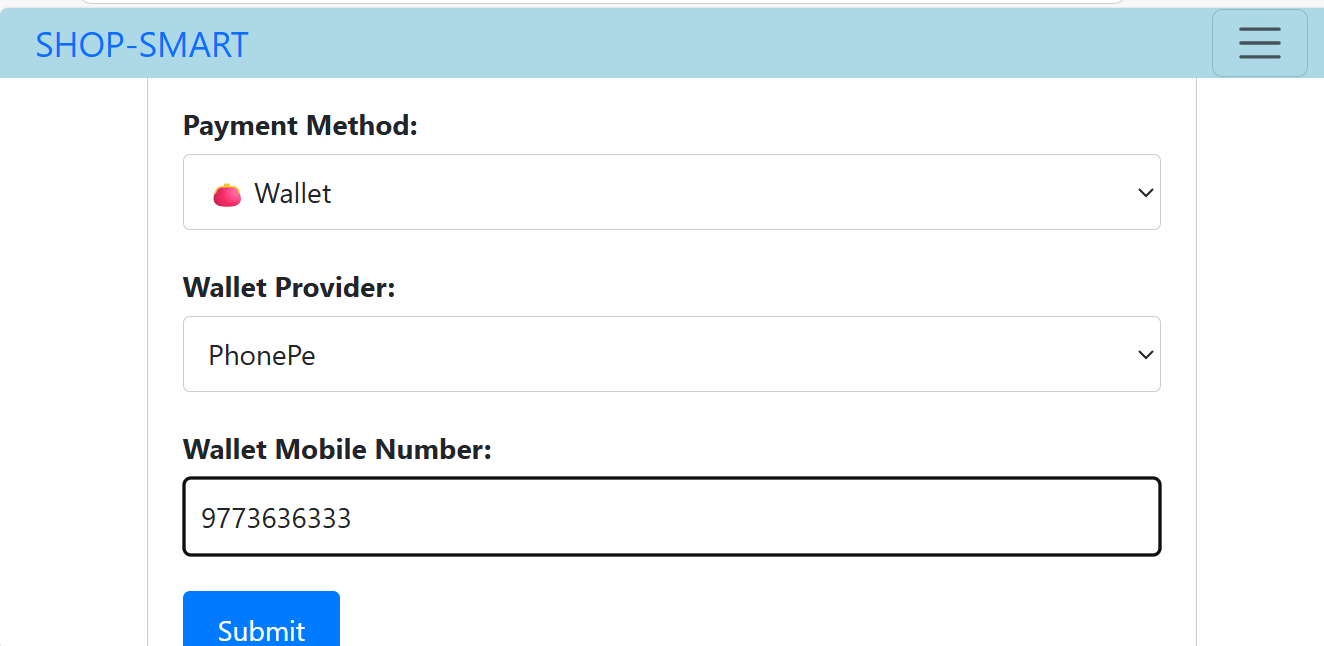 SHOP-SMART
Payment Method:
Wallet
Wallet Provider:
PhonePe
Wallet Mobile Number:
9773636333
Submit